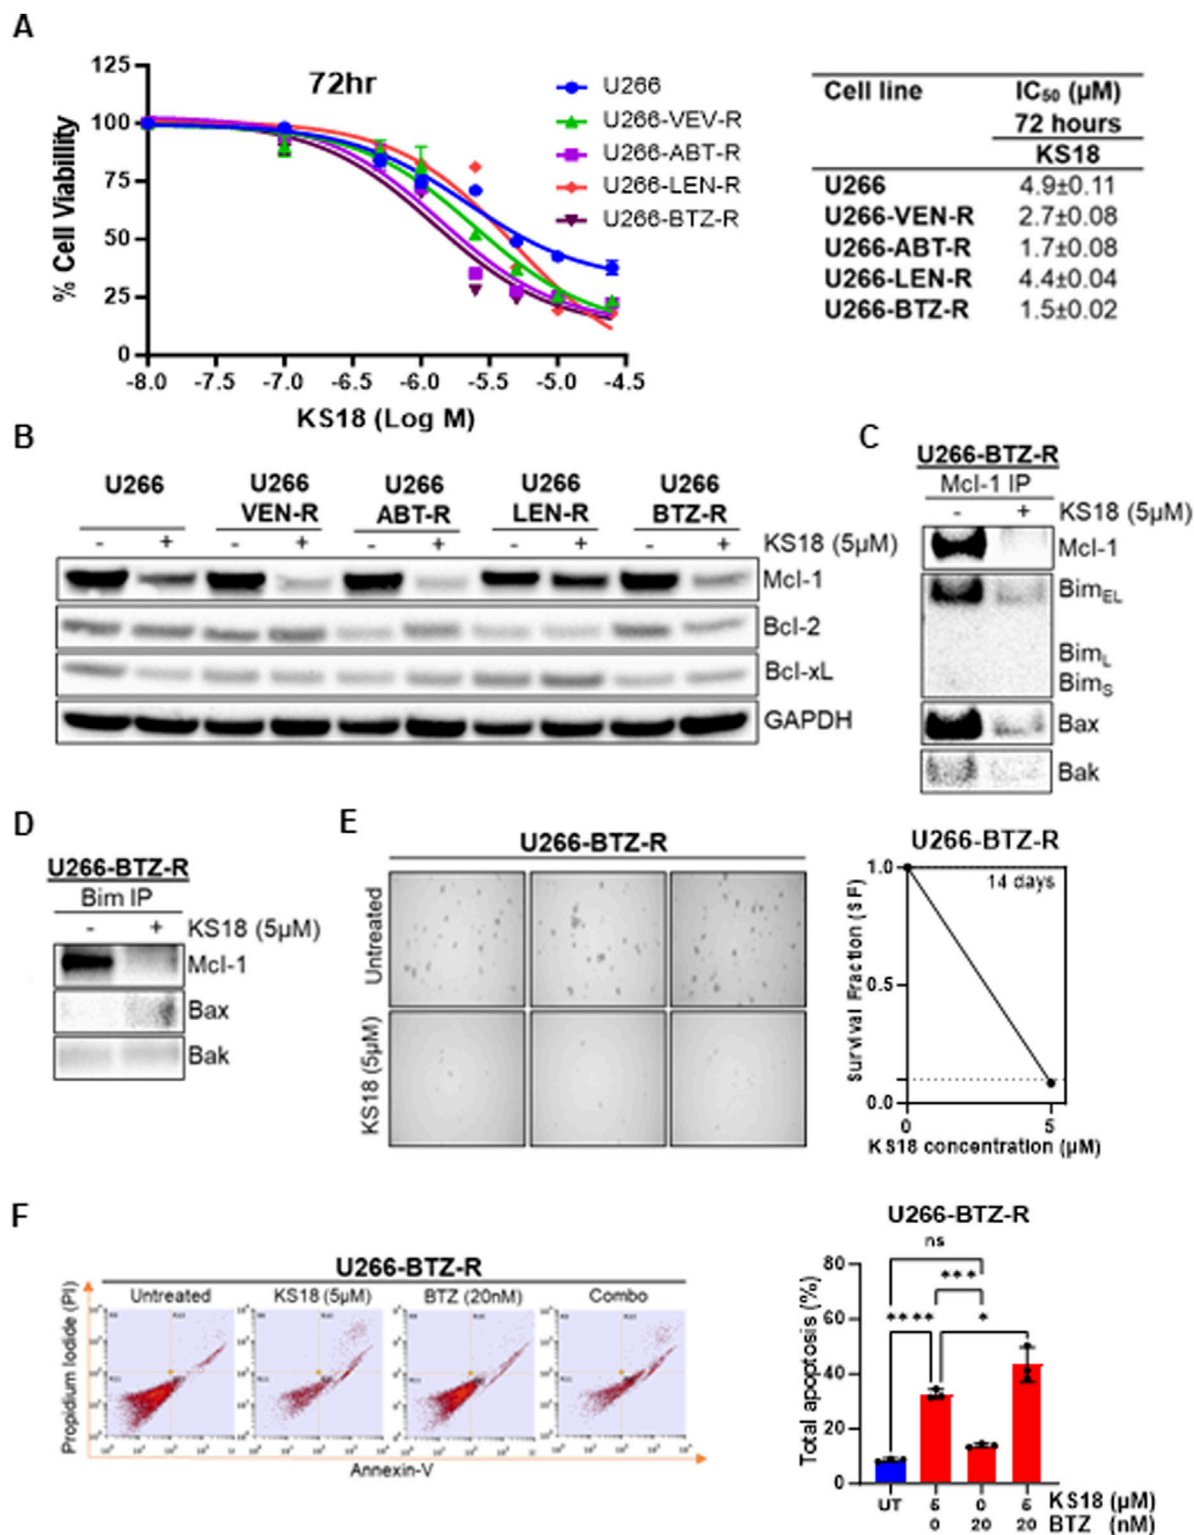 A
125
100
75
50
25
0
% Cell Viabillity
72hr
U266
U266-VEV-R
U266-ABT-R
U266-LEN-R
U266-BTZ-R
-8.0 -7.5 -7.0 -6.5 -6.0 -5.5 -5.0 -4.5
KS18 (Log M)
Cell line IC₅₀ (µM)
72 hours
KS18
U266 4.9±0.11
U266-VEN-R 2.7±0.08
U266-ABT-R 1.7±0.08
U266-LEN-R 4.4±0.04
U266-BTZ-R 1.5±0.02
B
U266 U266 U266 U266 U266
VEN-R ABT-R LEN-R BTZ-R
- + - + - + - + - + KS18 (5µM)
Mcl-1
Bcl-2
Bcl-xL
GAPDH
C
U266-BTZ-R
Mcl-1 IP
- + KS18 (5µM)
Mcl-1
Bim_EL
Bim_L
Bim_S
Bax
Bak
D
U266-BTZ-R
Bim IP
- + KS18 (5µM)
Mcl-1
Bax
Bak
E
U266-BTZ-R
Untreated
KS18 (5µM)
U266-BTZ-R
14 days
Survival Fraction (SF)
1.0
0.5
0.0
0 5
KS18 concentration (µM)
F
U266-BTZ-R
Untreated KS18 (5µM) BTZ (20nM) Combo
Propidium Iodide (PI)
Annexin-V
U266-BTZ-R
ns
***
**** *
Total apoptosis (%)
80
60
40
20
0
UT 5 0 5 KS18 (µM)
0 20 20 BTZ (nM)